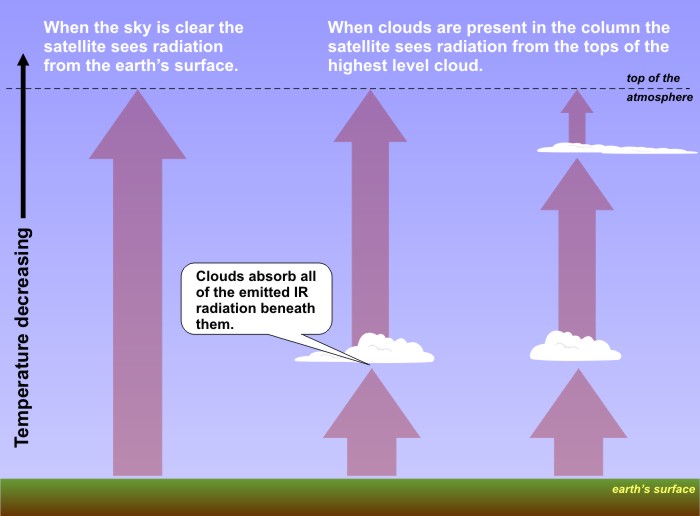 When the sky is clear the
satellite sees radiation
from the earth's surface.
When clouds are present in the column the
satellite sees radiation from the tops of the
highest level cloud.
top of the
atmosphere
Temperature decreasing
Clouds absorb all
of the emitted IR
radiation beneath
them.
earth's surface